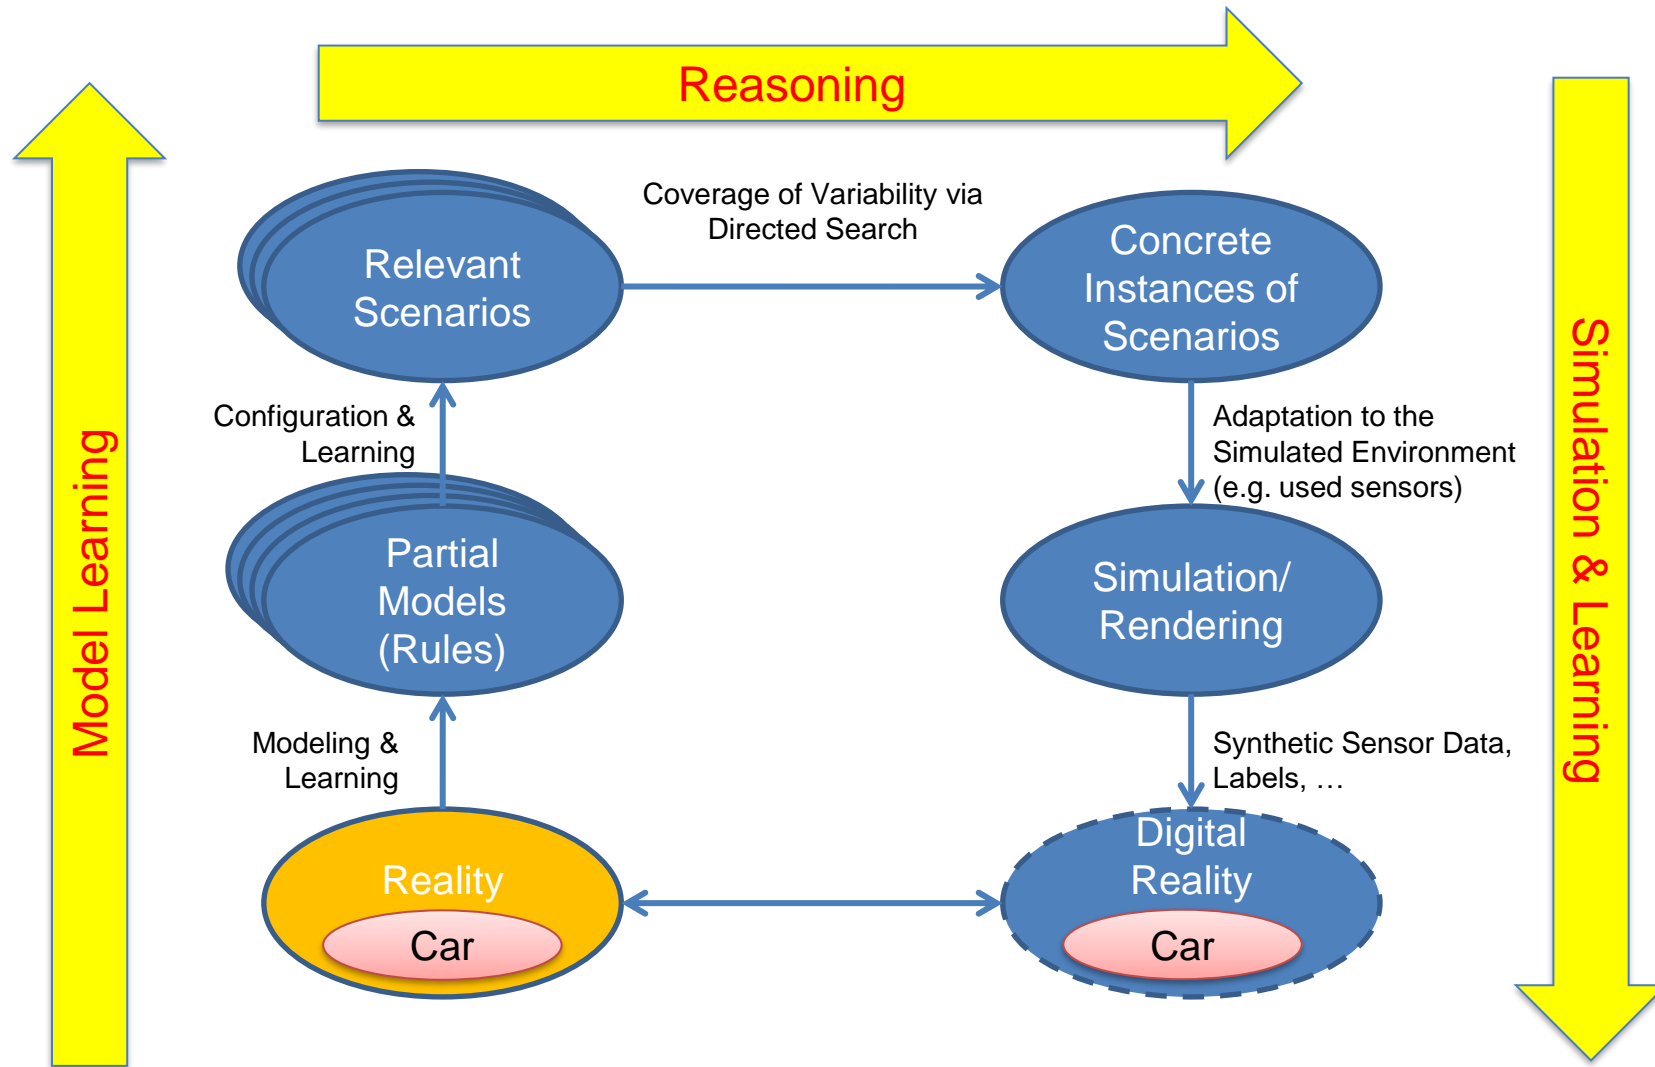 Reasoning
Model Learning
Relevant
Scenarios
Coverage of Variability via
Directed Search
Concrete
Instances of
Scenarios
Configuration &
Learning
Adaptation to the
Simulated Environment
(e.g. used sensors)
Partial
Models
(Rules)
Simulation/
Rendering
Modeling &
Learning
Synthetic Sensor Data,
Labels, …
Reality
Car
Digital
Reality
Car
Simulation & Learning